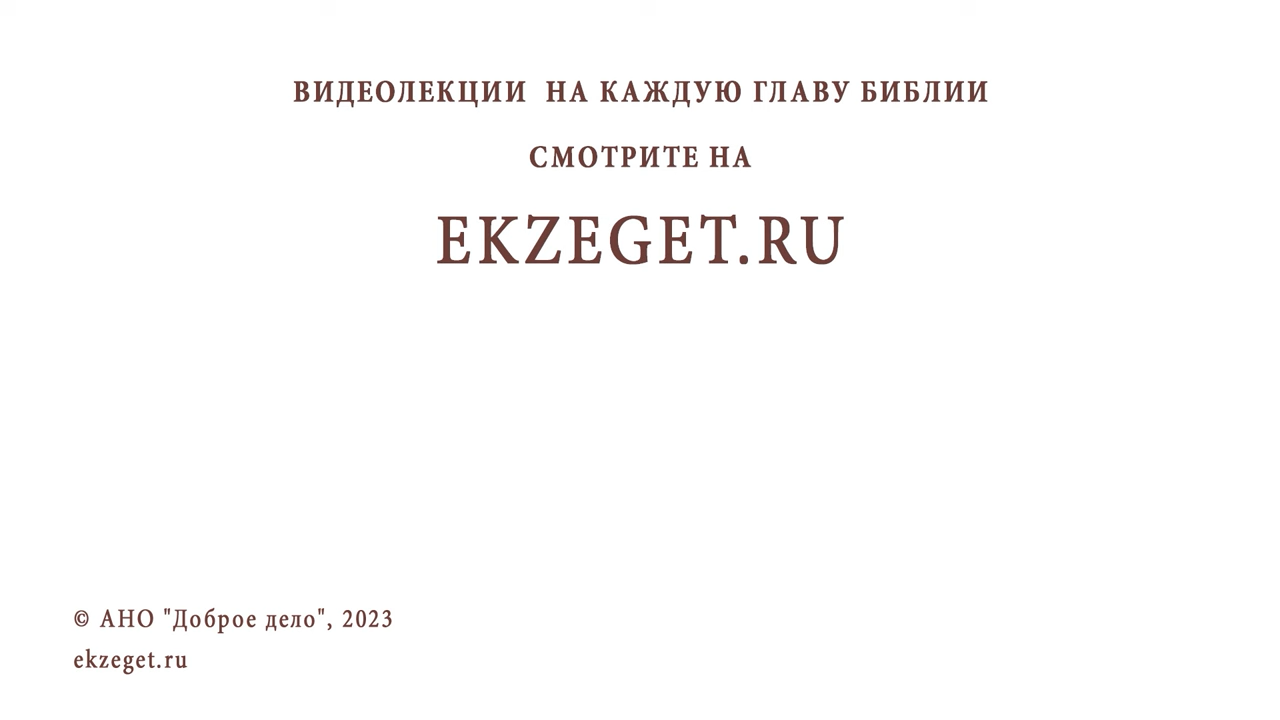 ВИДЕОЛЕКЦИИ НА КАЖДУЮ ГЛАВУ БИБЛИИ
СМОТРИТЕ НА
EKZEGET.RU
© АНО "Доброе дело", 2023
ekzeget.ru